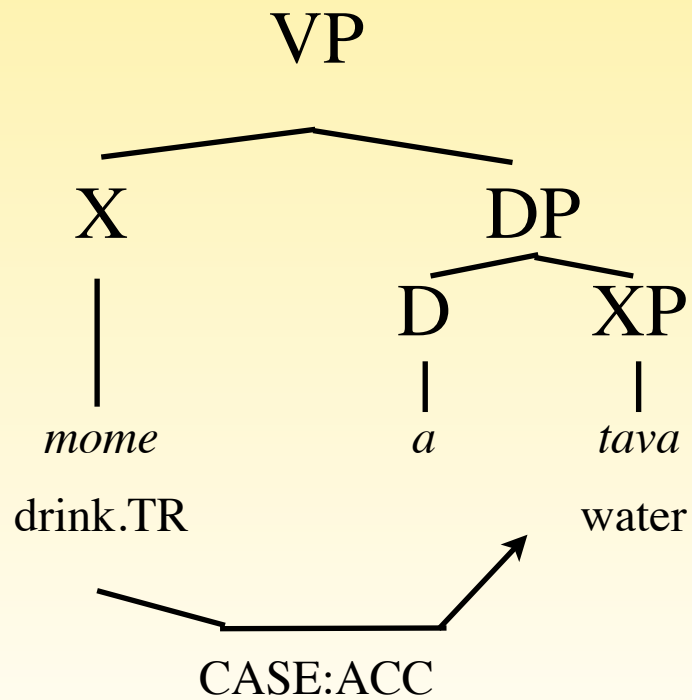 VP
X DP
D XP
mome a tava
drink.TR water
CASE:ACC